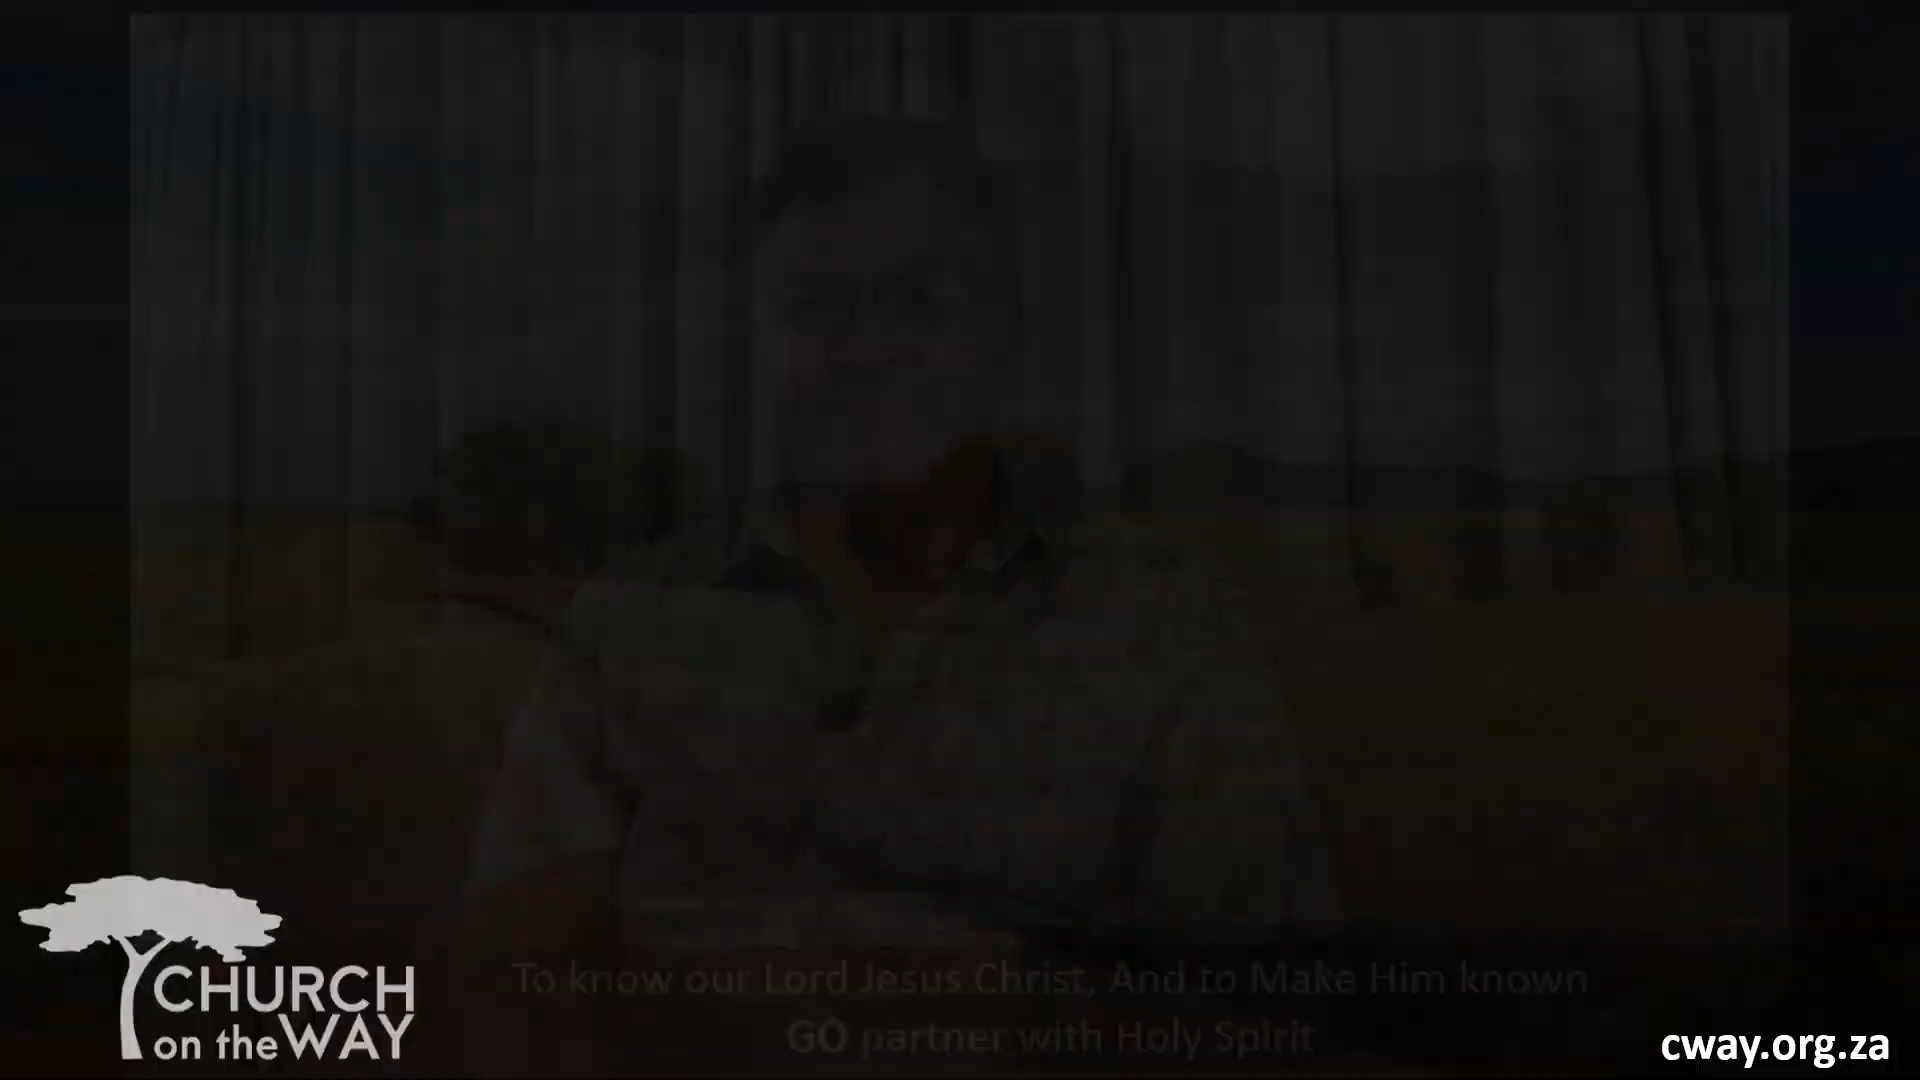 CHURCH
on the WAY
To know our Lord Jesus Christ, And to Make Him known
GO partner with Holy Spirit
cway.org.za